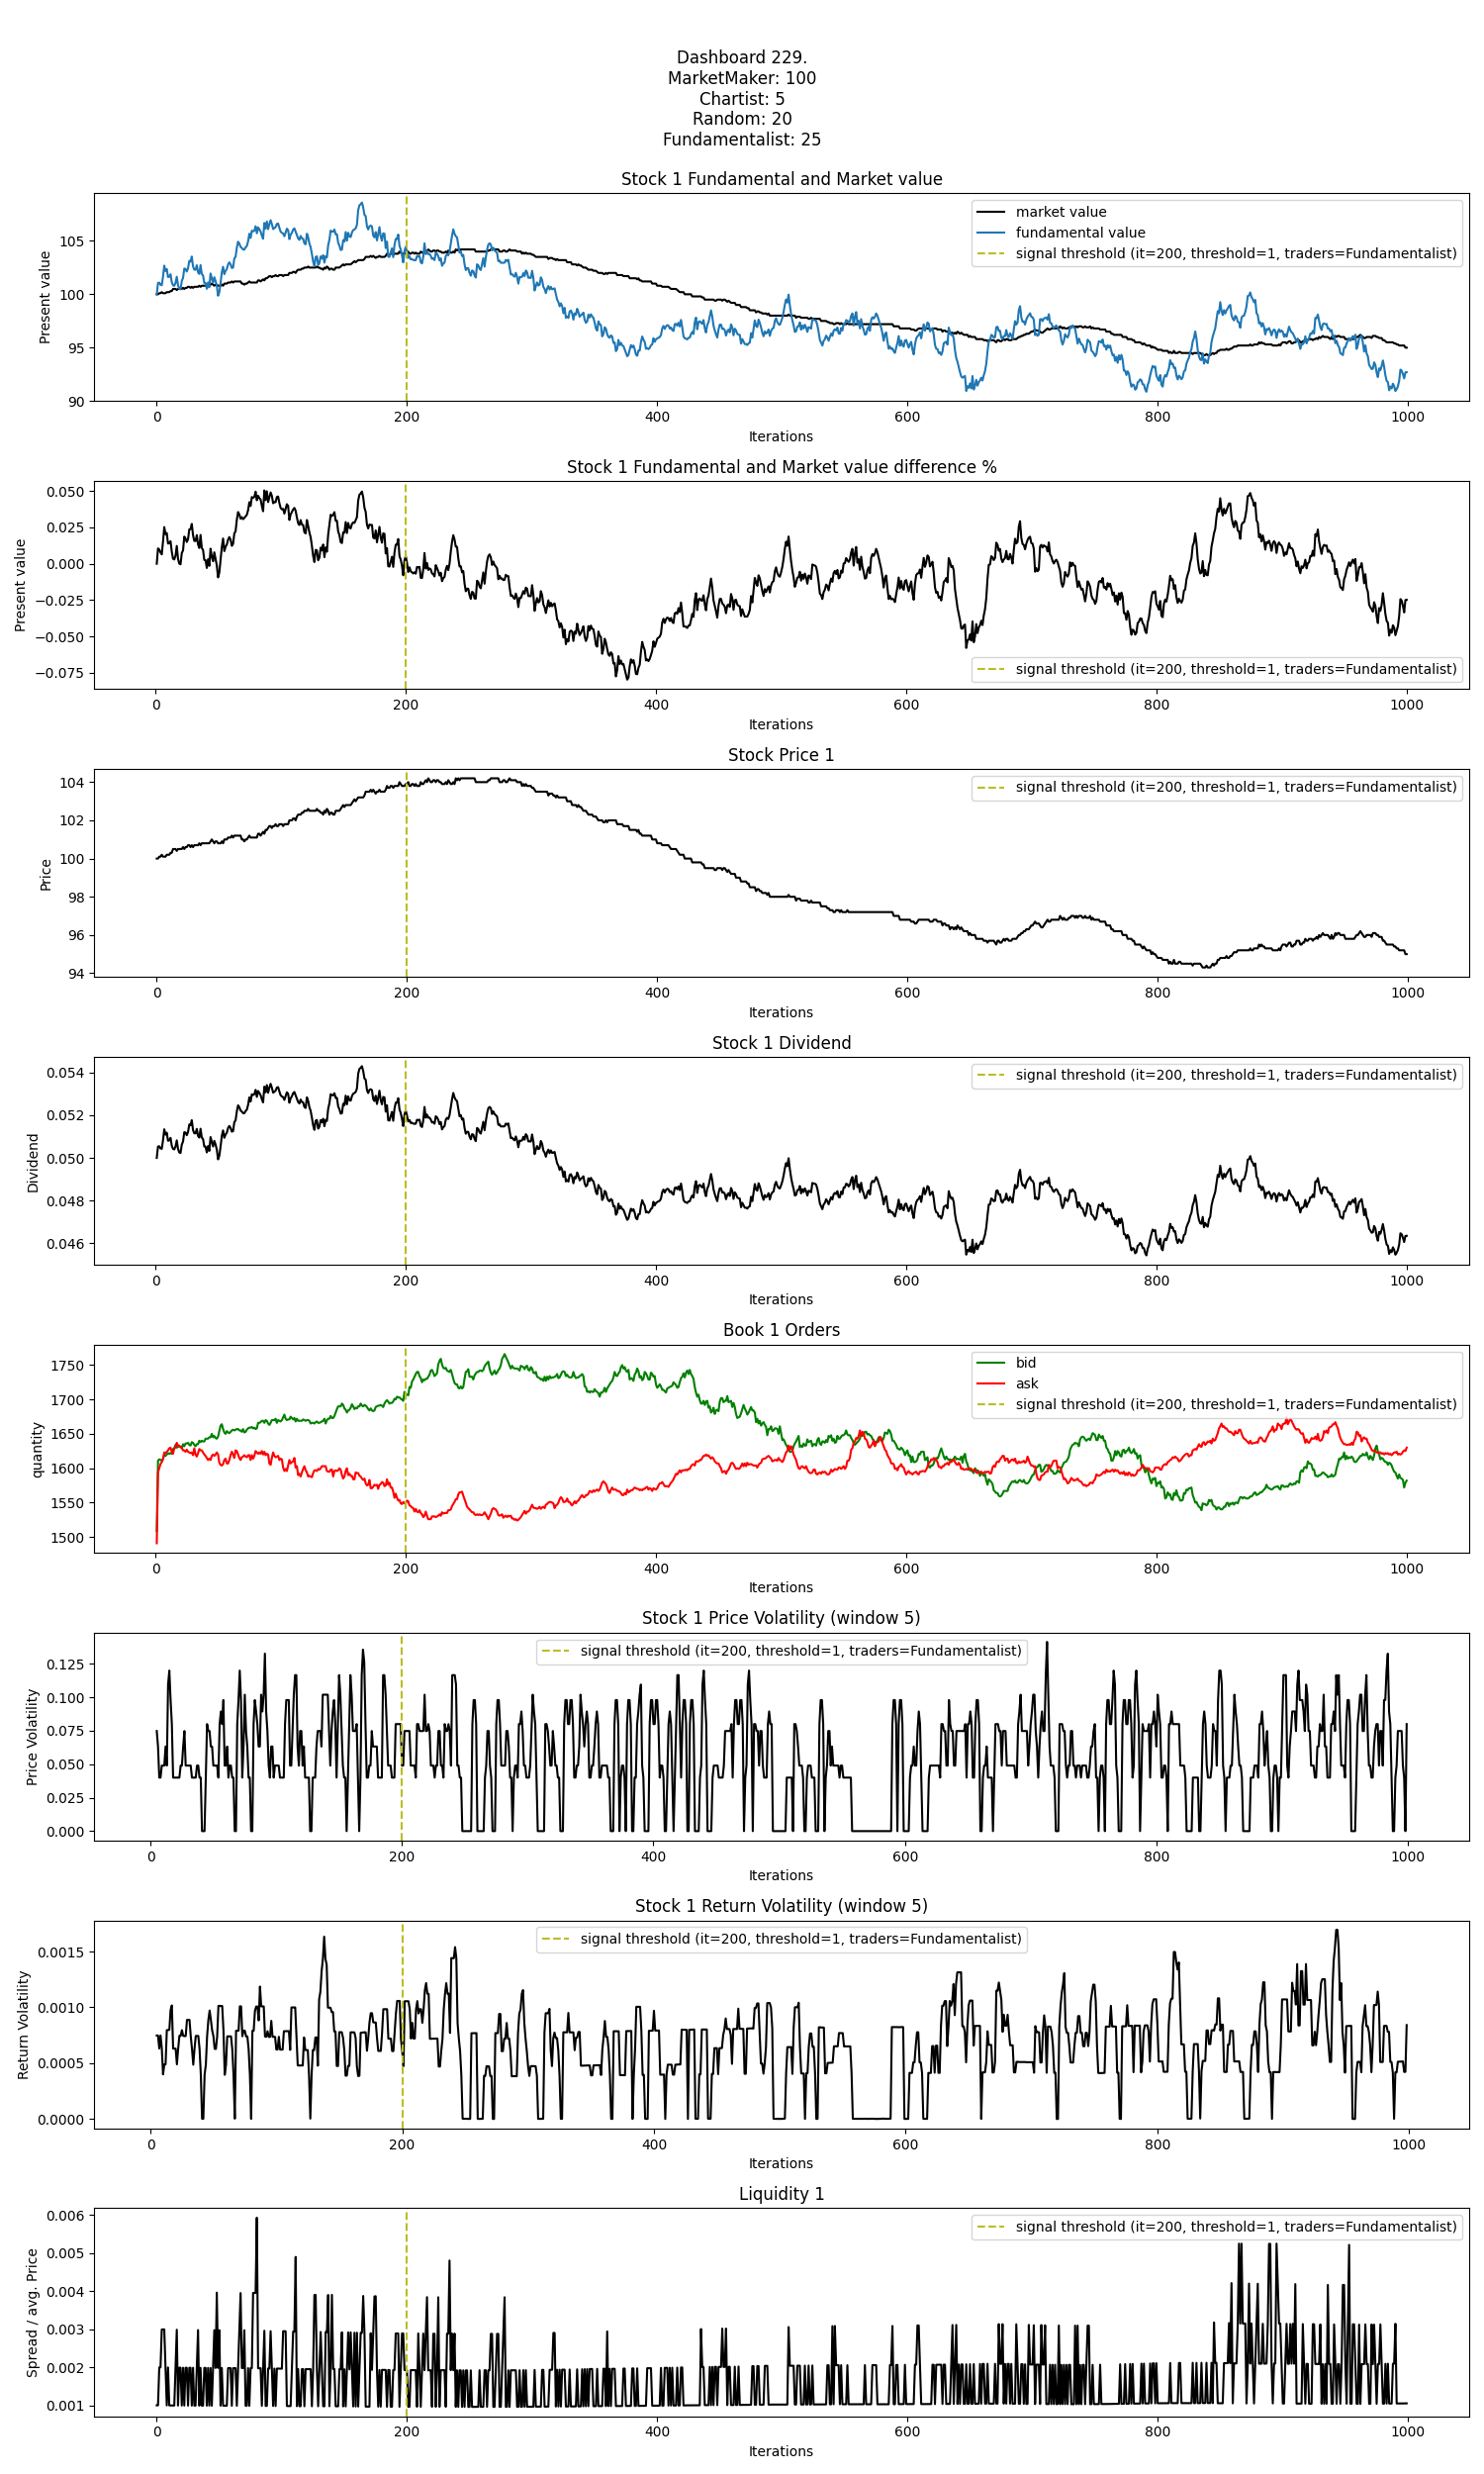 Dashboard 229.
MarketMaker: 100
Chartist: 5
Random: 20
Fundamentalist: 25
Stock 1 Fundamental and Market value
market value
fundamental value
signal threshold (it=200, threshold=1, traders=Fundamentalist)
Present value
105
100
95
90
0 200 400 600 800 1000
Iterations
Stock 1 Fundamental and Market value difference %
Present value
0.050
0.025
0.000
−0.025
−0.050
−0.075
signal threshold (it=200, threshold=1, traders=Fundamentalist)
0 200 400 600 800 1000
Iterations
Stock Price 1
signal threshold (it=200, threshold=1, traders=Fundamentalist)
Price
104
102
100
98
96
94
0 200 400 600 800 1000
Iterations
Stock 1 Dividend
signal threshold (it=200, threshold=1, traders=Fundamentalist)
Dividend
0.054
0.052
0.050
0.048
0.046
0 200 400 600 800 1000
Iterations
Book 1 Orders
bid
ask
signal threshold (it=200, threshold=1, traders=Fundamentalist)
quantity
1750
1700
1650
1600
1550
1500
0 200 400 600 800 1000
Iterations
Stock 1 Price Volatility (window 5)
signal threshold (it=200, threshold=1, traders=Fundamentalist)
Price Volatility
0.125
0.100
0.075
0.050
0.025
0.000
0 200 400 600 800 1000
Iterations
Stock 1 Return Volatility (window 5)
signal threshold (it=200, threshold=1, traders=Fundamentalist)
Return Volatility
0.0015
0.0010
0.0005
0.0000
0 200 400 600 800 1000
Iterations
Liquidity 1
signal threshold (it=200, threshold=1, traders=Fundamentalist)
Spread / avg. Price
0.006
0.005
0.004
0.003
0.002
0.001
0 200 400 600 800 1000
Iterations